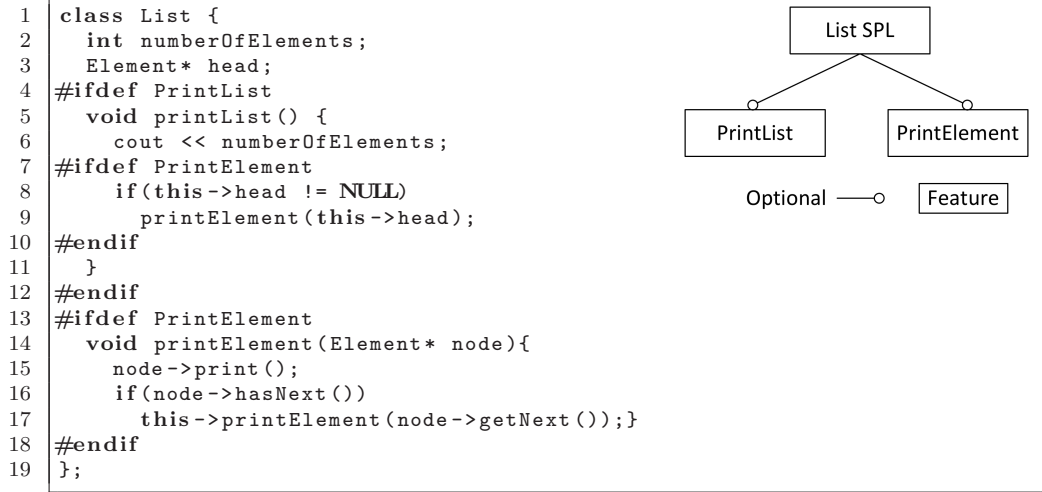 1 class List {
2 int numberOfElements;
3 Element* head;
4 #ifdef PrintList
5 void printList() {
6 cout << numberOfElements;
7 #ifdef PrintElement
8 if(this->head != NULL)
9 printElement(this->head);
10 #endif
11 }
12 #endif
13 #ifdef PrintElement
14 void printElement(Element* node){
15 node->print();
16 if(node->hasNext())
17 this->printElement(node->getNext());}
18 #endif
19 };
List SPL
PrintList PrintElement
Optional Feature